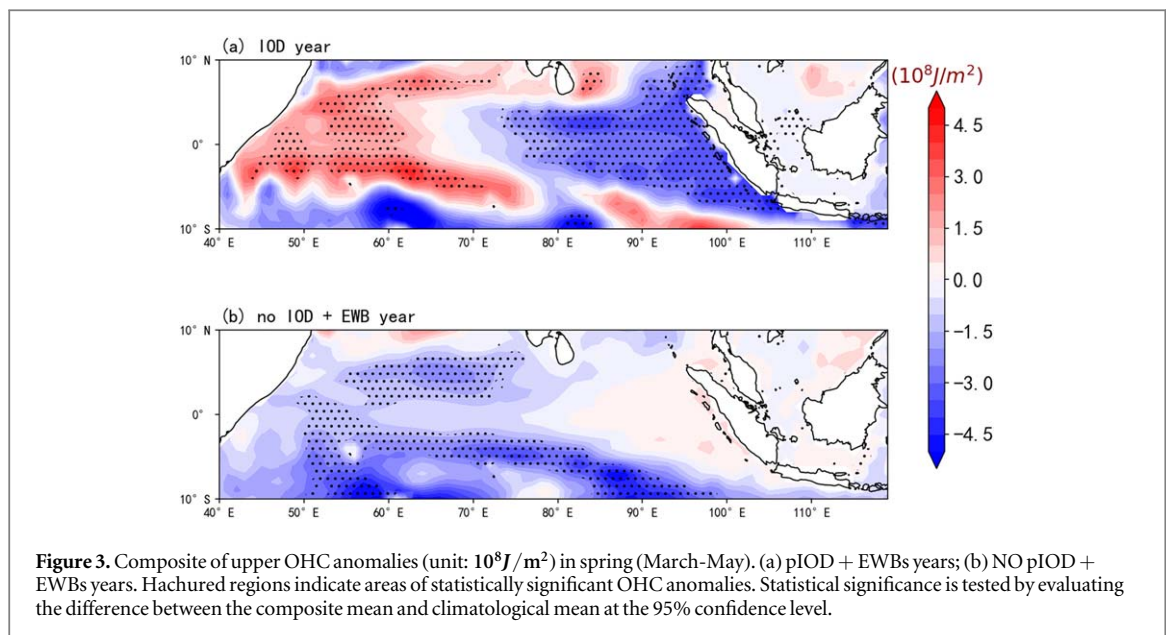 (a) IOD year
10° N
0°
10° S
40° E 50° E 60° E 70° E 80° E 90° E 100° E 110° E
(10⁸J/m²)
4.5
3.0
1.5
0.0
−1.5
−3.0
−4.5
(b) no IOD + EWB year
10° N
0°
10° S
40° E 50° E 60° E 70° E 80° E 90° E 100° E 110° E
Figure 3. Composite of upper OHC anomalies (unit: 10⁸J/m²) in spring (March-May). (a) pIOD + EWBs years; (b) NO pIOD +
EWBs years. Hachured regions indicate areas of statistically significant OHC anomalies. Statistical significance is tested by evaluating
the difference between the composite mean and climatological mean at the 95% confidence level.